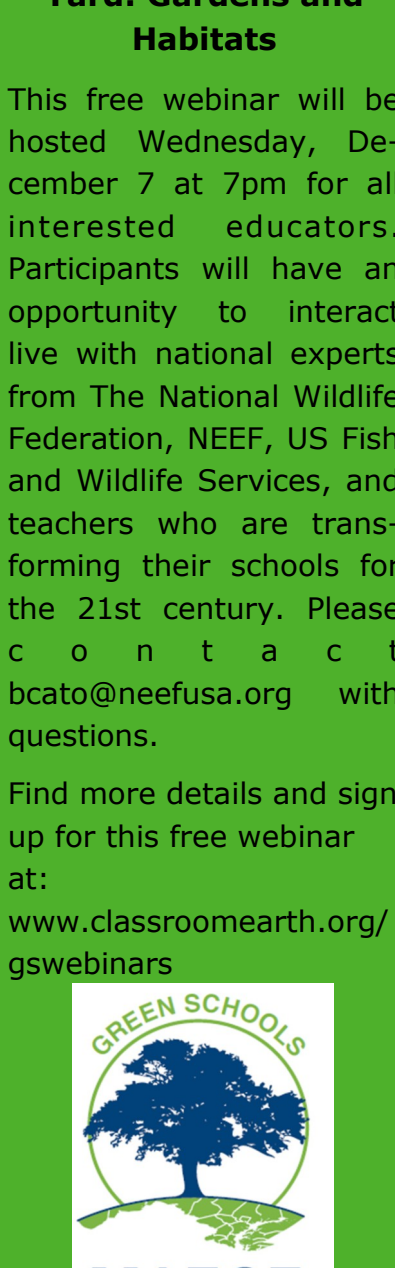 Yard: Gardens and
Habitats
This free webinar will be
hosted Wednesday, De-
cember 7 at 7pm for all
interested educators.
Participants will have an
opportunity to interact
live with national experts
from The National Wildlife
Federation, NEEF, US Fish
and Wildlife Services, and
teachers who are trans-
forming their schools for
the 21st century. Please
contact
bcato@neefusa.org with
questions.
Find more details and sign
up for this free webinar
at:
www.classroomearth.org/
gswebinars
GREEN SCHOOLS